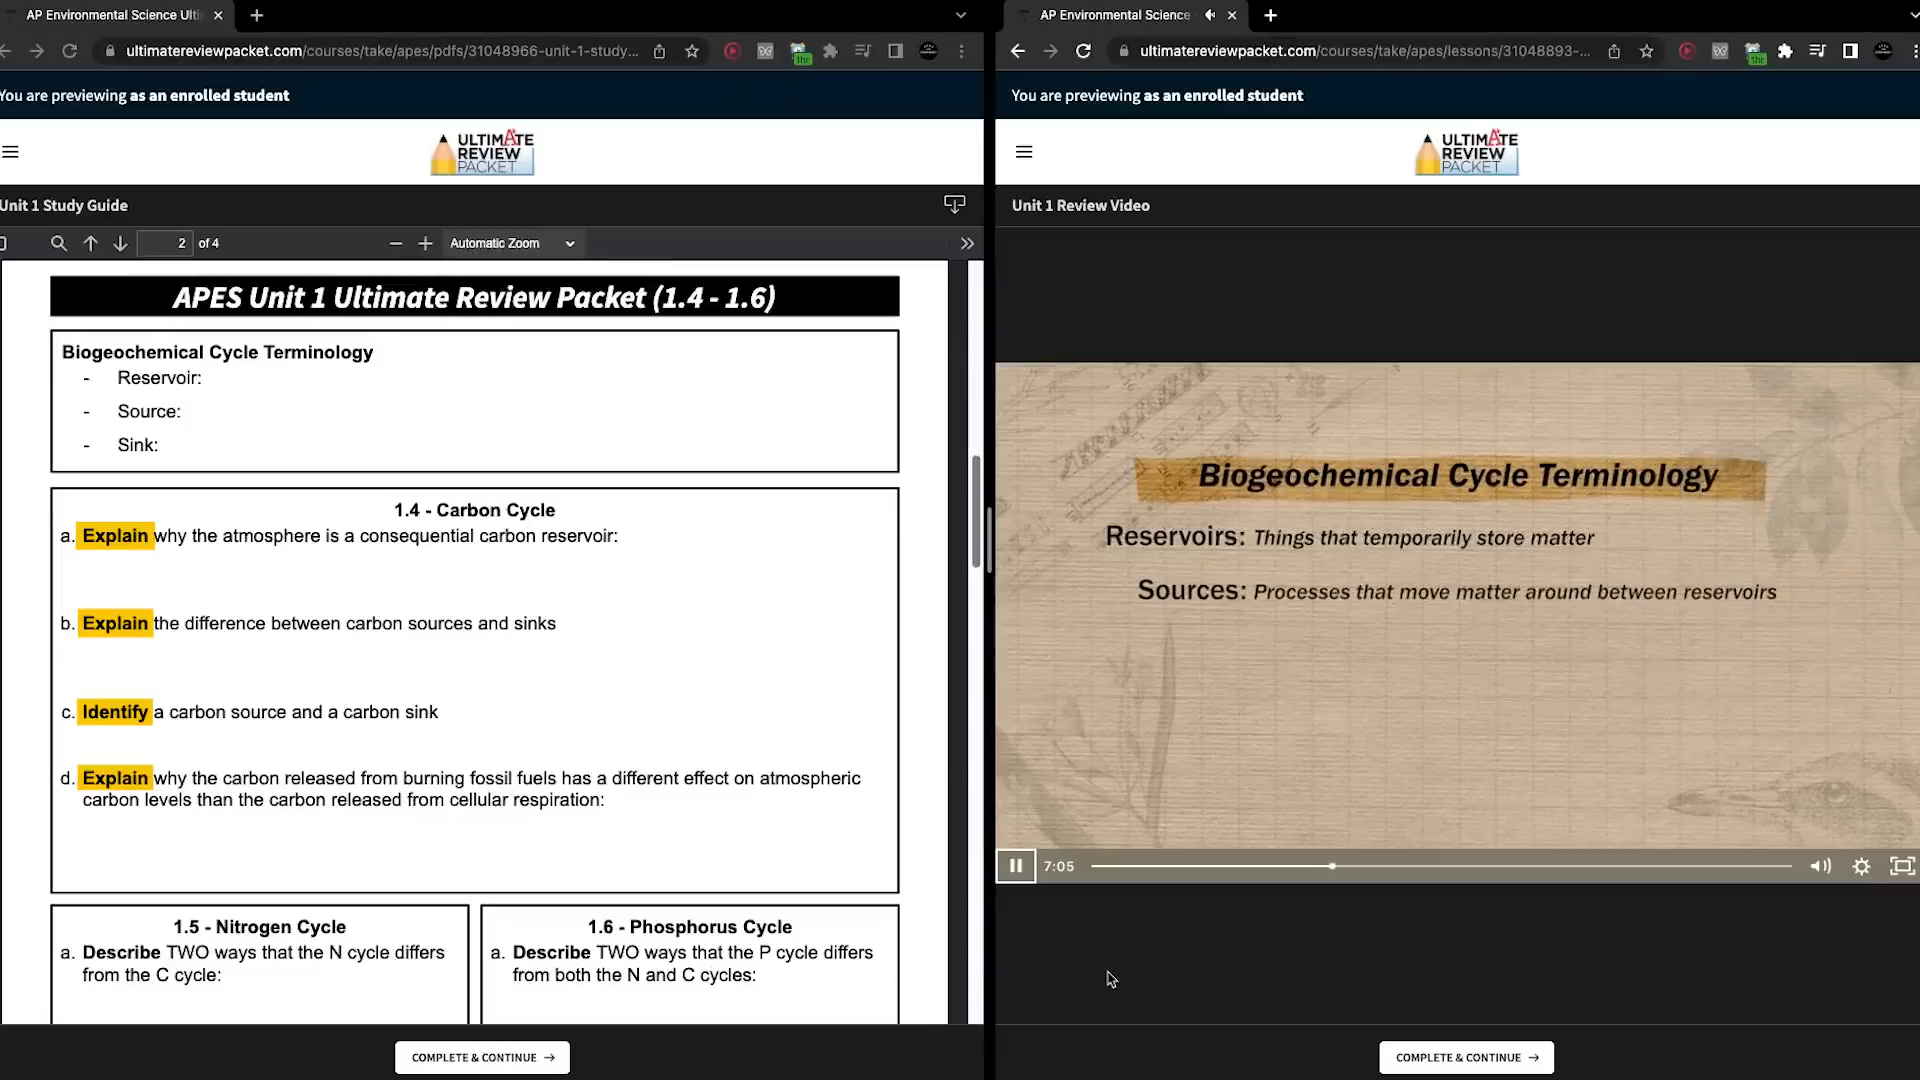 AP Environmental Science Ulti
AP Environmental Science
ultimatereviewpacket.com/courses/take/apes/pdfs/31048966-unit-1-study...
1hr
ultimatereviewpacket.com/courses/take/apes/lessons/31048893-...
1hr
You are previewing as an enrolled student
You are previewing as an enrolled student
ULTIMATE
REVIEW
PACKET
ULTIMATE
REVIEW
PACKET
Unit 1 Study Guide
Unit 1 Review Video
2 of 4
Automatic Zoom
APES Unit 1 Ultimate Review Packet (1.4 - 1.6)
Biogeochemical Cycle Terminology
- Reservoir:
- Source:
- Sink:
1.4 - Carbon Cycle
a. Explain why the atmosphere is a consequential carbon reservoir:
b. Explain the difference between carbon sources and sinks
c. Identify a carbon source and a carbon sink
d. Explain why the carbon released from burning fossil fuels has a different effect on atmospheric
carbon levels than the carbon released from cellular respiration:
1.5 - Nitrogen Cycle
a. Describe TWO ways that the N cycle differs
from the C cycle:
1.6 - Phosphorus Cycle
a. Describe TWO ways that the P cycle differs
from both the N and C cycles:
COMPLETE & CONTINUE →
Biogeochemical Cycle Terminology
Reservoirs: Things that temporarily store matter
Sources: Processes that move matter around between reservoirs
7:05
COMPLETE & CONTINUE →